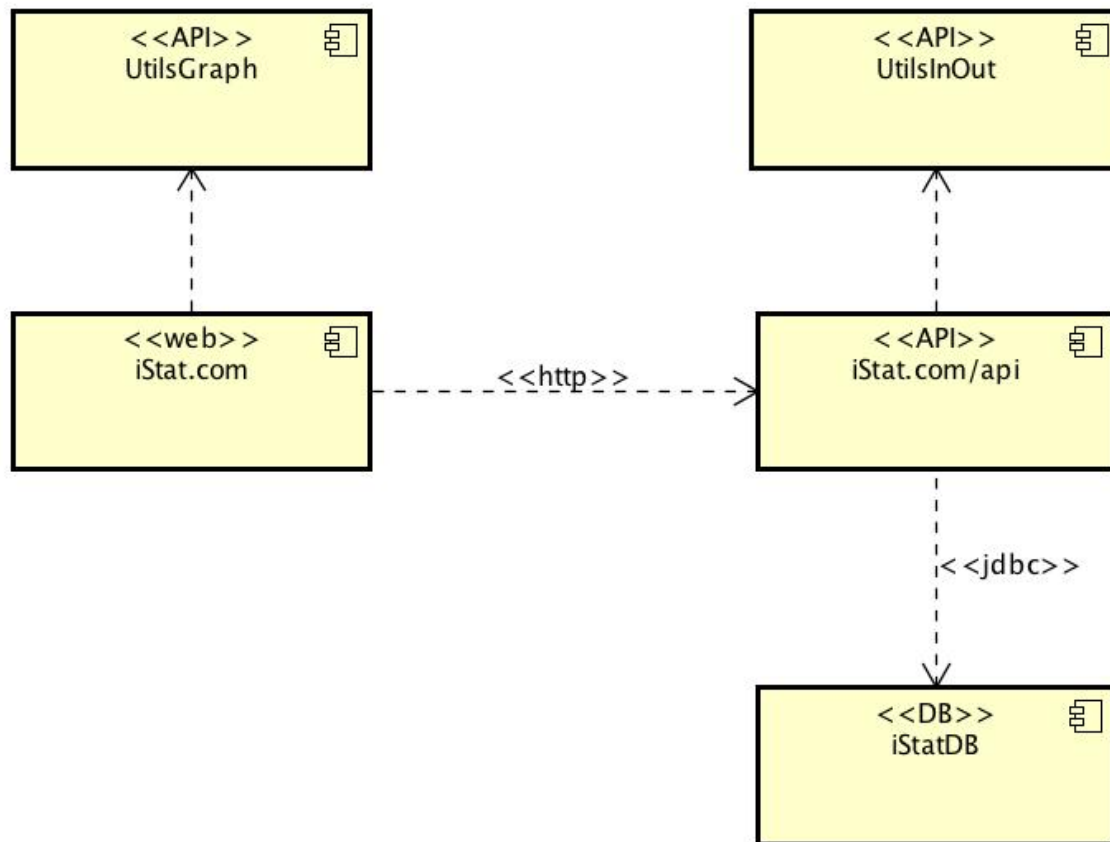 <<API>>
UtilsGraph
<<API>>
UtilsInOut
<<web>>
iStat.com
<<http>>
<<API>>
iStat.com/api
<<jdbc>>
<<DB>>
iStatDB